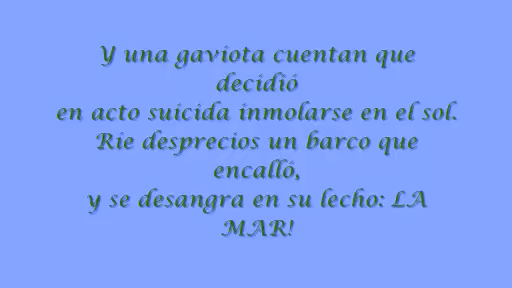 Y una gaviota cuentan que
decidió
en acto suicida inmolarse en el sol.
Rie desprecios un barco que
encalló,
y se desangra en su lecho: LA
MAR!